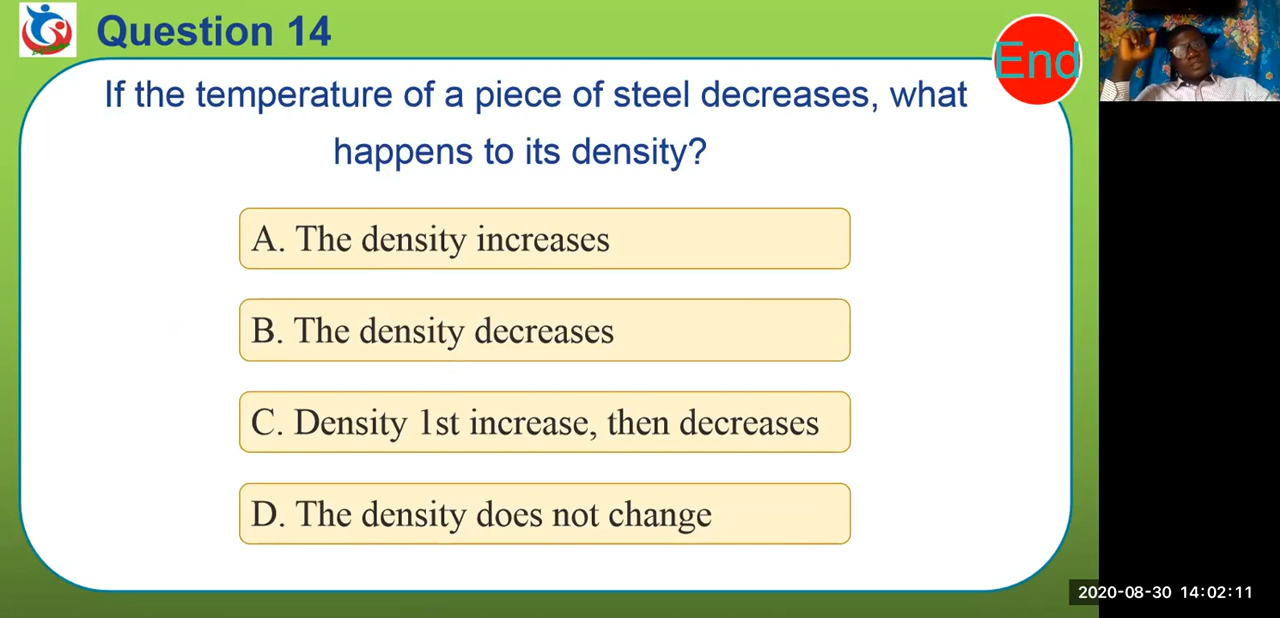 Question 14
End
If the temperature of a piece of steel decreases, what
happens to its density?
A. The density increases
B. The density decreases
C. Density 1st increase, then decreases
D. The density does not change
2020-08-30 14:02:11